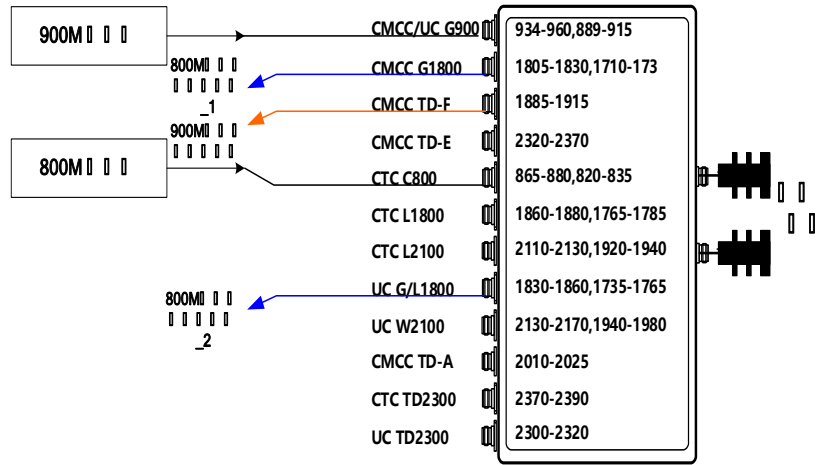 900M
CMCC/UC G900 934-960,889-915
800M
_1
CMCC G1800 1805-1830,1710-173
CMCC TD-F 1885-1915
900M
CMCC TD-E 2320-2370
800M
CTC C800 865-880,820-835
CTC L1800 1860-1880,1765-1785
CTC L2100 2110-2130,1920-1940
800M
_2
UC G/L1800 1830-1860,1735-1765
UC W2100 2130-2170,1940-1980
CMCC TD-A 2010-2025
CTC TD2300 2370-2390
UC TD2300 2300-2320